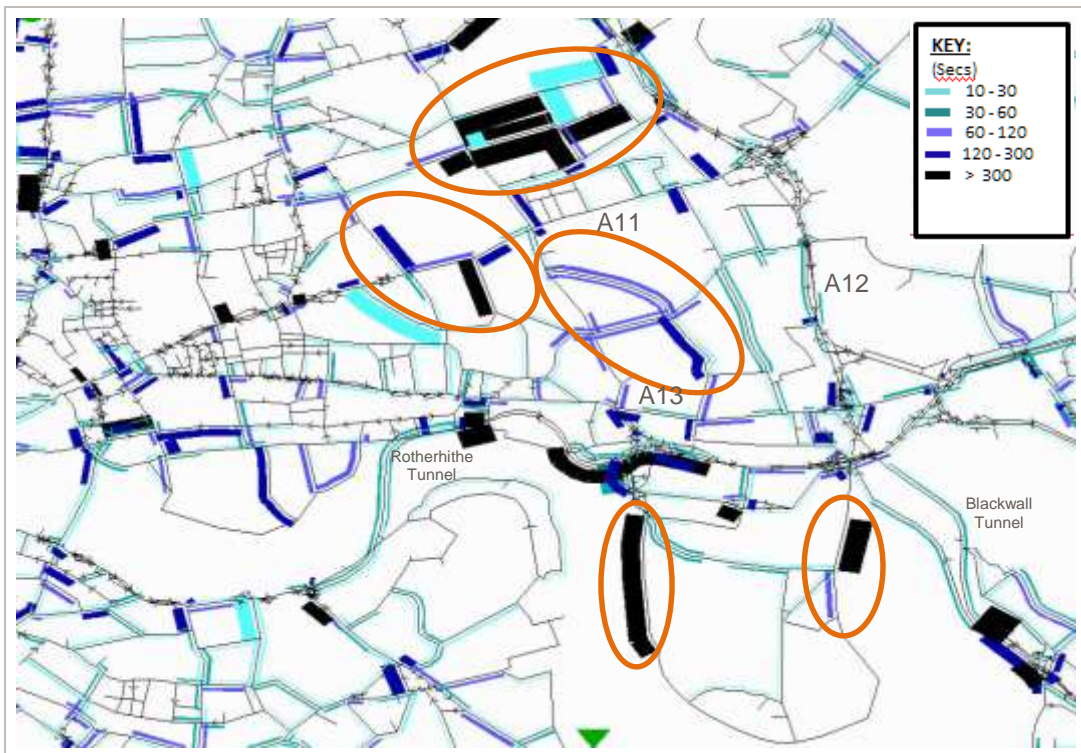 KEY:
(Secs)
10 - 30
30 - 60
60 - 120
120 - 300
> 300
A11
A12
A13
Rotherhithe
Tunnel
Blackwall
Tunnel